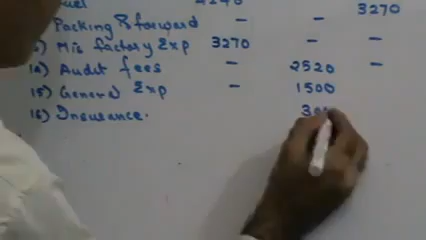 Packing & forward - - 3270
) Mis factory Exp 3270 - -
14) Audit fees - 2520 -
15) General Exp - 1500
16) Insurance.